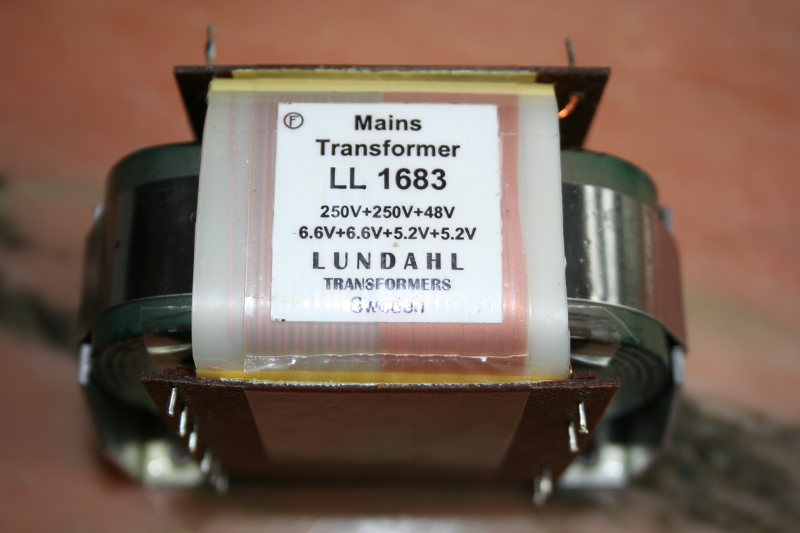 F
Mains
Transformer
LL 1683
250V+250V+48V
6.6V+6.6V+5.2V+5.2V
LUNDAHL
TRANSFORMERS
Sweden